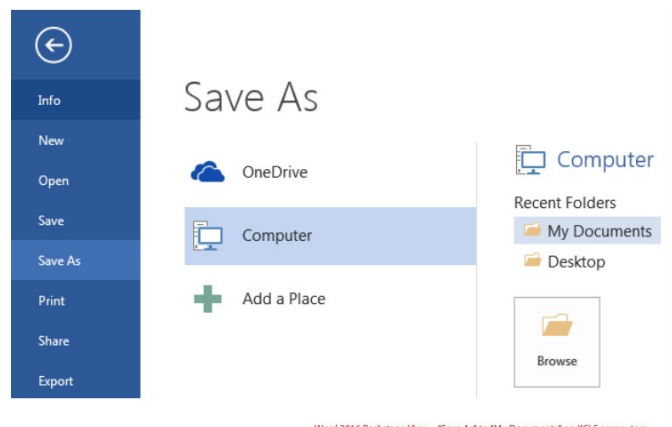 Info
New
Open
Save
Save As
Print
Share
Export
Save As
OneDrive
Computer
Add a Place
Computer
Recent Folders
My Documents
Desktop
Browse